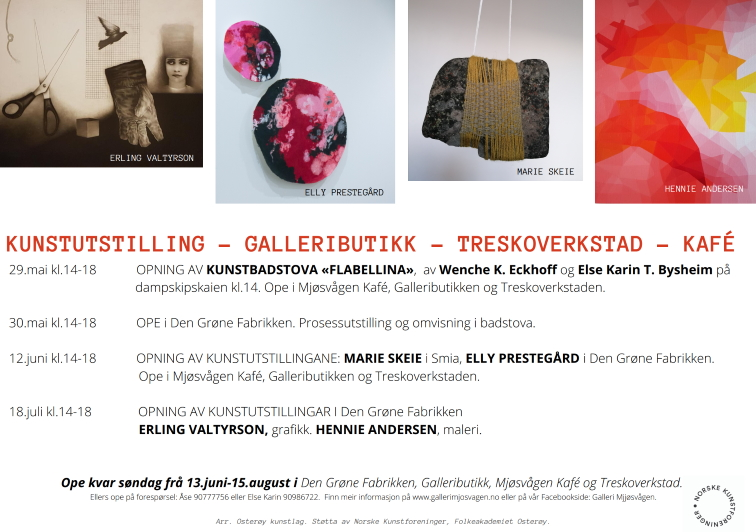 ERLING VALTYRSON
ELLY PRESTEGÅRD
MARIE SKEIE
HENNIE ANDERSEN
KUNSTUTSTILLING – GALLERIBUTIKK – TRESKOVERKSTAD – KAFÉ
29.mai kl.14-18 OPNING AV KUNSTBADSTOVA «FLABELLINA», av Wenche K. Eckhoff og Else Karin T. Bysheim på
dampskipskaien kl.14. Ope i Mjøsvågen Kafé, Galleributikken og Treskoverkstaden.
30.mai kl.14-18 OPE i Den Grøne Fabrikken. Prosessutstilling og omvisning i badstova.
12.juni kl.14-18 OPNING AV KUNSTUTSTILLINGANE: MARIE SKEIE i Smia, ELLY PRESTEGÅRD i Den Grøne Fabrikken.
Ope i Mjøsvågen Kafé, Galleributikken og Treskoverkstaden.
18.juli kl.14-18 OPNING AV KUNSTUTSTILLINGAR I Den Grøne Fabrikken
ERLING VALTYRSON, grafikk. HENNIE ANDERSEN, maleri.
Ope kvar søndag frå 13.juni-15.august i Den Grøne Fabrikken, Galleributikk, Mjøsvågen Kafé og Treskoverkstad.
Ellers ope på forespørsel: Åse 90777756 eller Else Karin 90986722. Finn meir informasjon på www.gallerimjosvagen.no eller på vår Facebookside: Galleri Mjøsvågen.
Arr. Osterøy kunstlag. Støtta av Norske Kunstforeninger, Folkeakademiet Osterøy.
NORSKE KUNSTFORENINGER